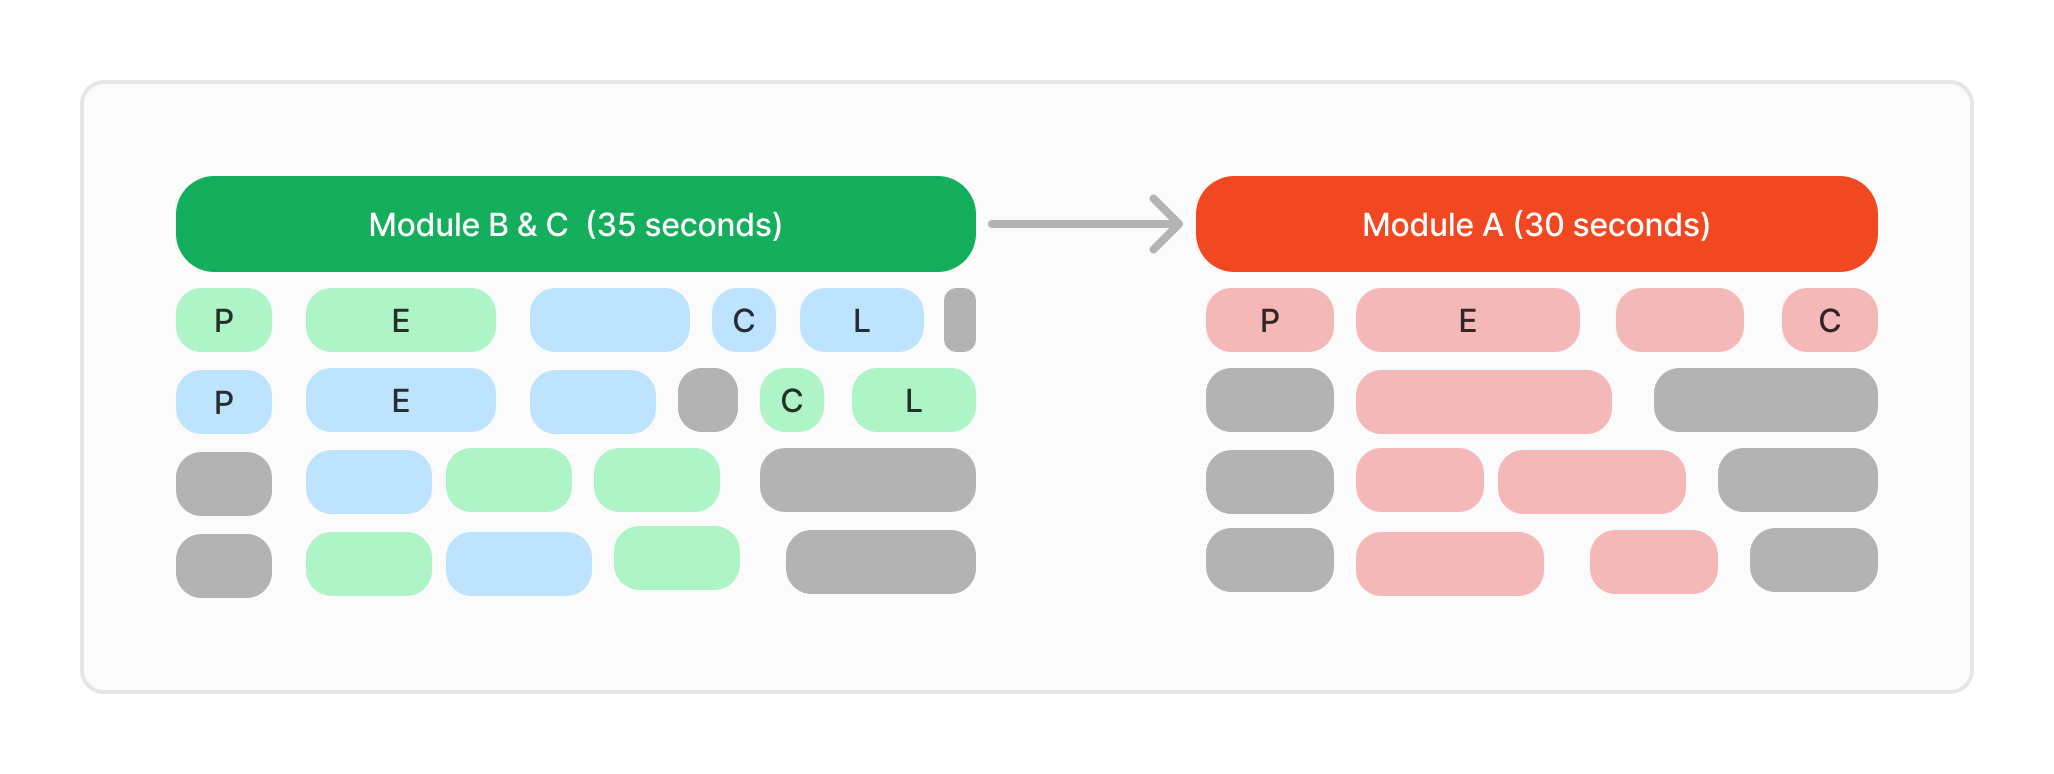 Module B & C (35 seconds)
Module A (30 seconds)
P E C L
P E C L
P E C